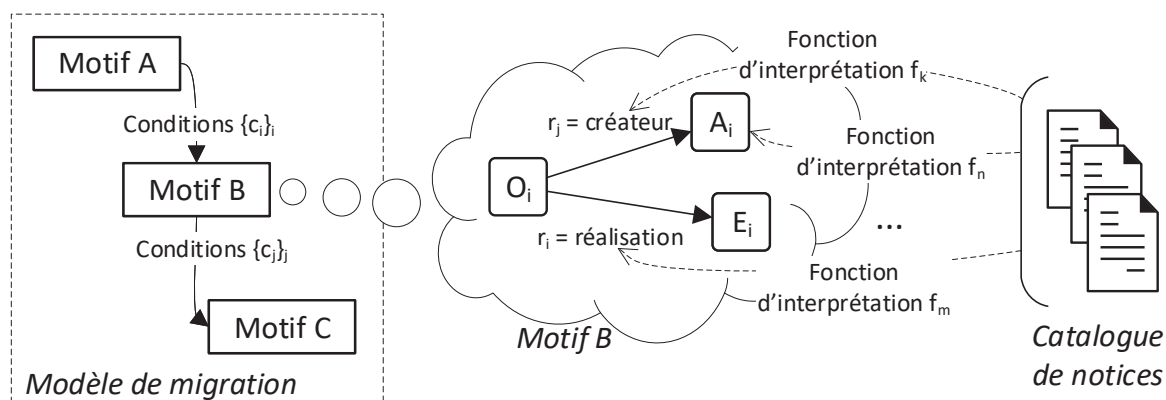 Motif A
Conditions {cᵢ}ᵢ
Motif B
Conditions {cⱼ}ⱼ
Motif C
Modèle de migration
Fonction
d'interprétation fₖ
rⱼ = créateur
Aᵢ
Fonction
d'interprétation fₙ
Oᵢ
Eᵢ
...
rᵢ = réalisation
Fonction
d'interprétation fₘ
Motif B
Catalogue
de notices